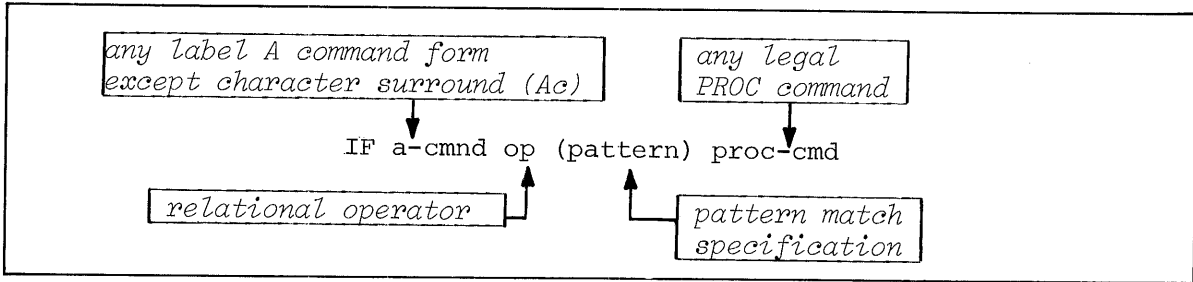 any label A command form
except character surround (Ac)
any legal
PROC command
IF a-cmnd op (pattern) proc-cmd
relational operator
pattern match
specification